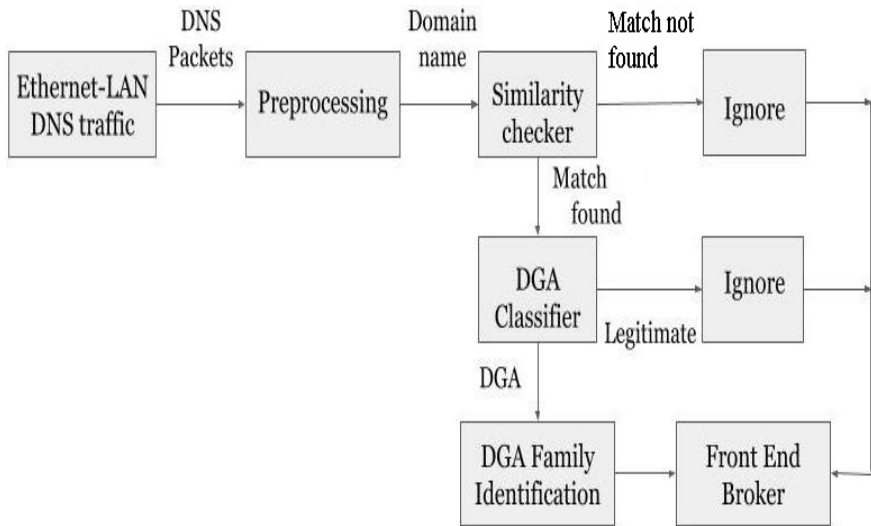 DNS
Packets
Domain
name
Match not
found
Ethernet-LAN
DNS traffic
Preprocessing
Similarity
checker
Ignore
Match
found
DGA
Classifier
Ignore
Legitimate
DGA
DGA Family
Identification
Front End
Broker